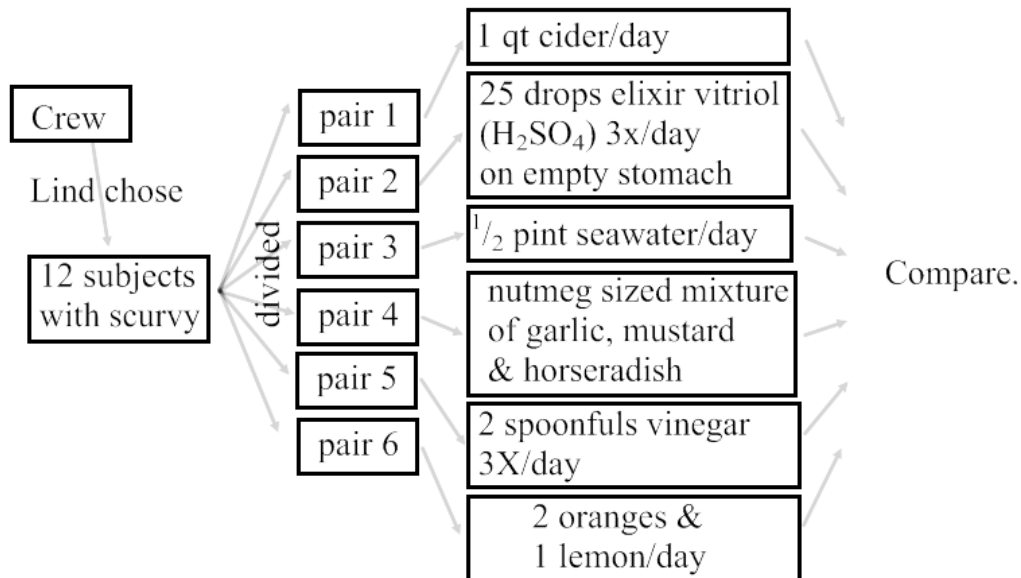 Crew
Lind chose
12 subjects
with scurvy
divided
pair 1
pair 2
pair 3
pair 4
pair 5
pair 6
1 qt cider/day
25 drops elixir vitriol
(H₂SO₄) 3x/day
on empty stomach
¹/₂ pint seawater/day
nutmeg sized mixture
of garlic, mustard
& horseradish
2 spoonfuls vinegar
3X/day
2 oranges &
1 lemon/day
Compare.